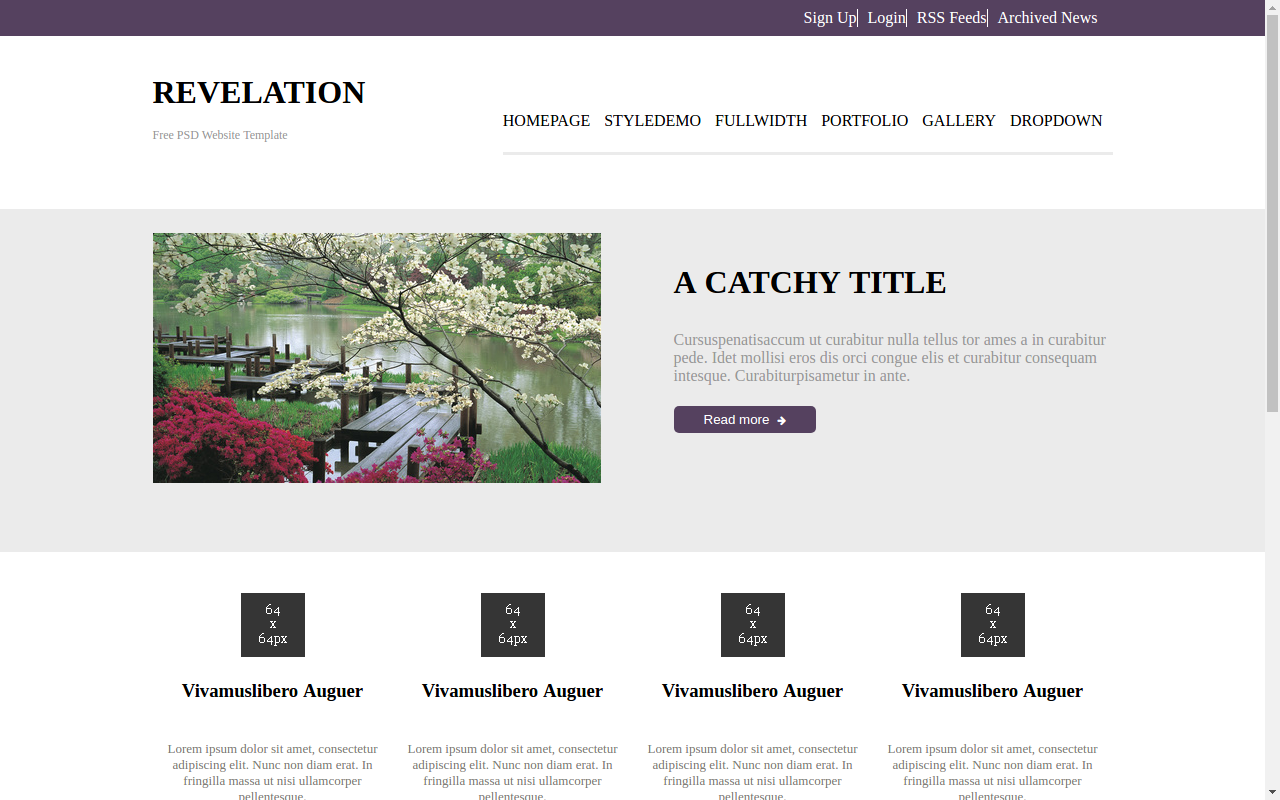 Sign Up Login RSS Feeds Archived News
REVELATION
Free PSD Website Template
HOMEPAGE STYLEDEMO FULLWIDTH PORTFOLIO GALLERY DROPDOWN
A CATCHY TITLE
Cursuspenatisaccum ut curabitur nulla tellus tor ames a in curabitur
pede. Idet mollisi eros dis orci congue elis et curabitur consequam
intesque. Curabiturpisametur in ante.
Read more
64
x
64px
Vivamuslibero Auguer
Lorem ipsum dolor sit amet, consectetur
adipiscing elit. Nunc non diam erat. In
fringilla massa ut nisi ullamcorper
pellentesque.
64
x
64px
Vivamuslibero Auguer
Lorem ipsum dolor sit amet, consectetur
adipiscing elit. Nunc non diam erat. In
fringilla massa ut nisi ullamcorper
pellentesque.
64
x
64px
Vivamuslibero Auguer
Lorem ipsum dolor sit amet, consectetur
adipiscing elit. Nunc non diam erat. In
fringilla massa ut nisi ullamcorper
pellentesque.
64
x
64px
Vivamuslibero Auguer
Lorem ipsum dolor sit amet, consectetur
adipiscing elit. Nunc non diam erat. In
fringilla massa ut nisi ullamcorper
pellentesque.